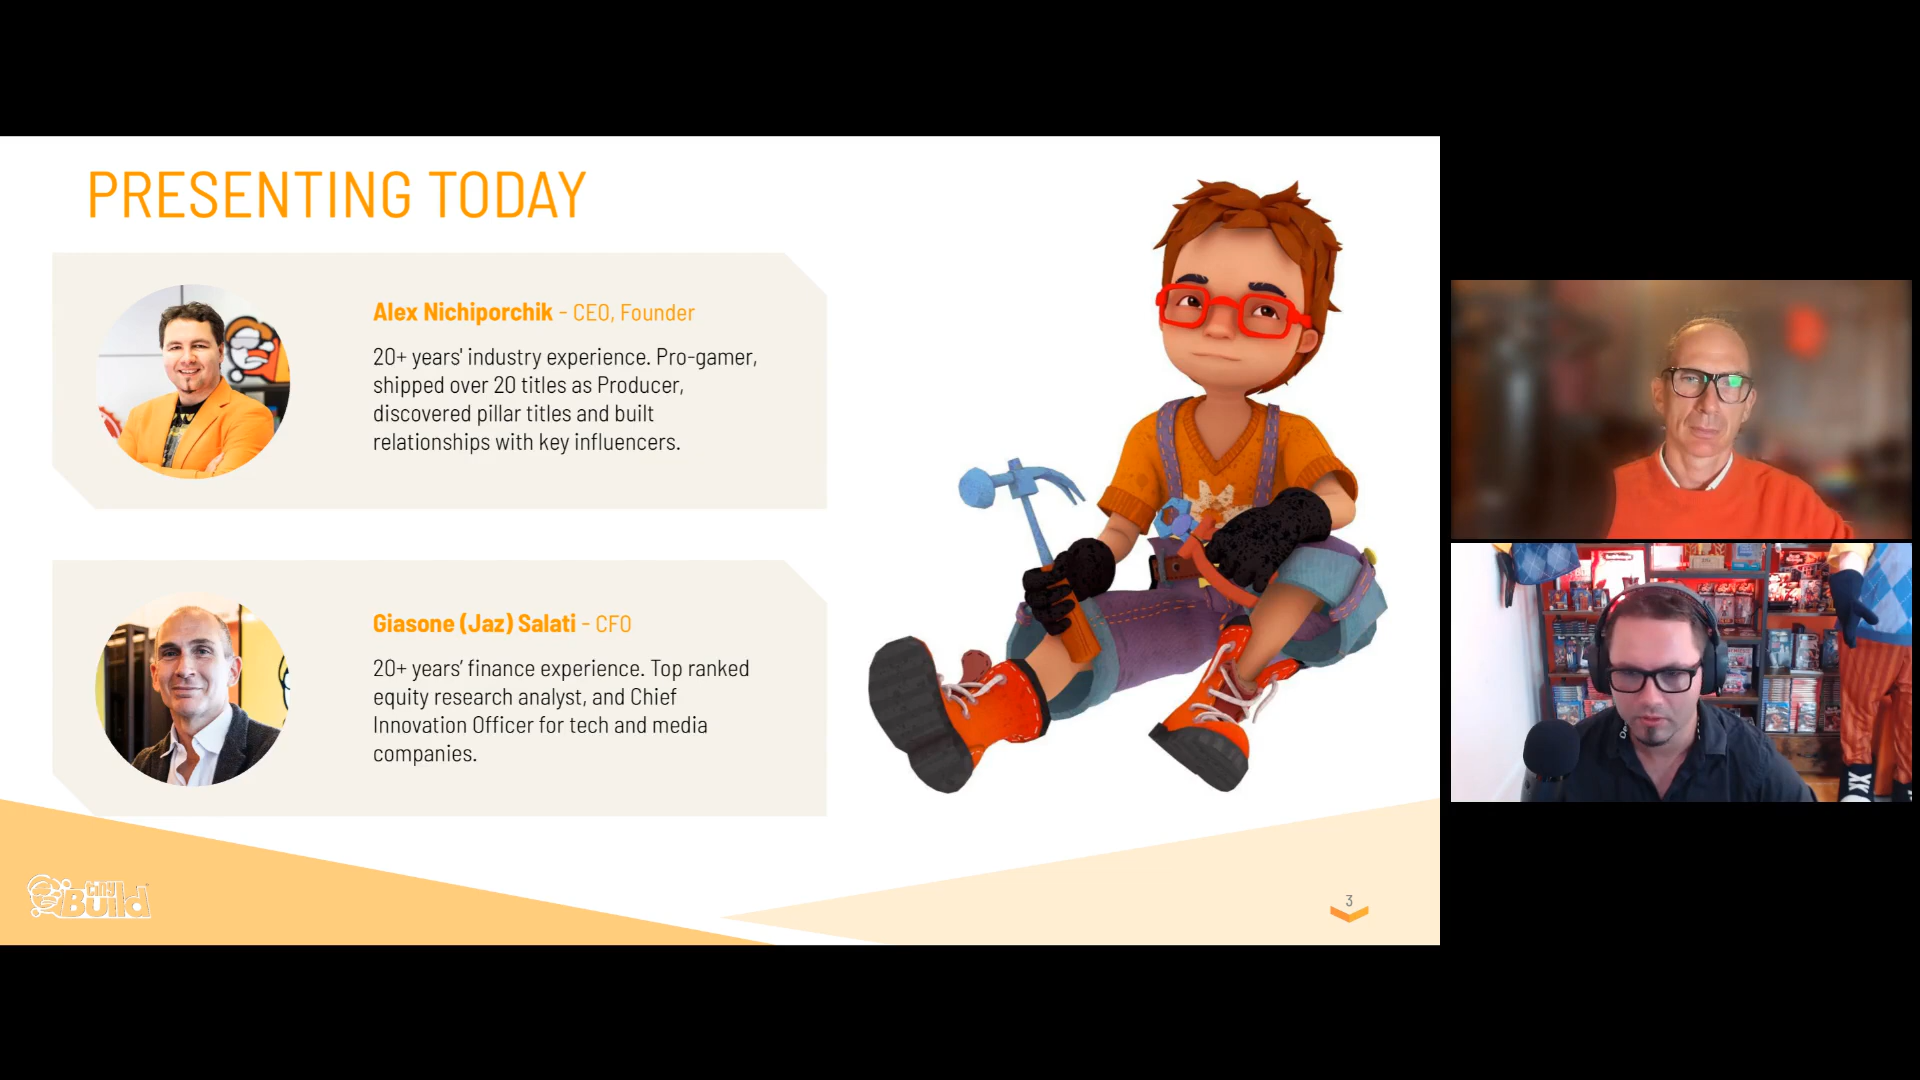 PRESENTING TODAY
Alex Nichiporchik - CEO, Founder
20+ years' industry experience. Pro-gamer,
shipped over 20 titles as Producer,
discovered pillar titles and built
relationships with key influencers.
Giasone (Jaz) Salati - CFO
20+ years’ finance experience. Top ranked
equity research analyst, and Chief
Innovation Officer for tech and media
companies.
tiny
Build
3